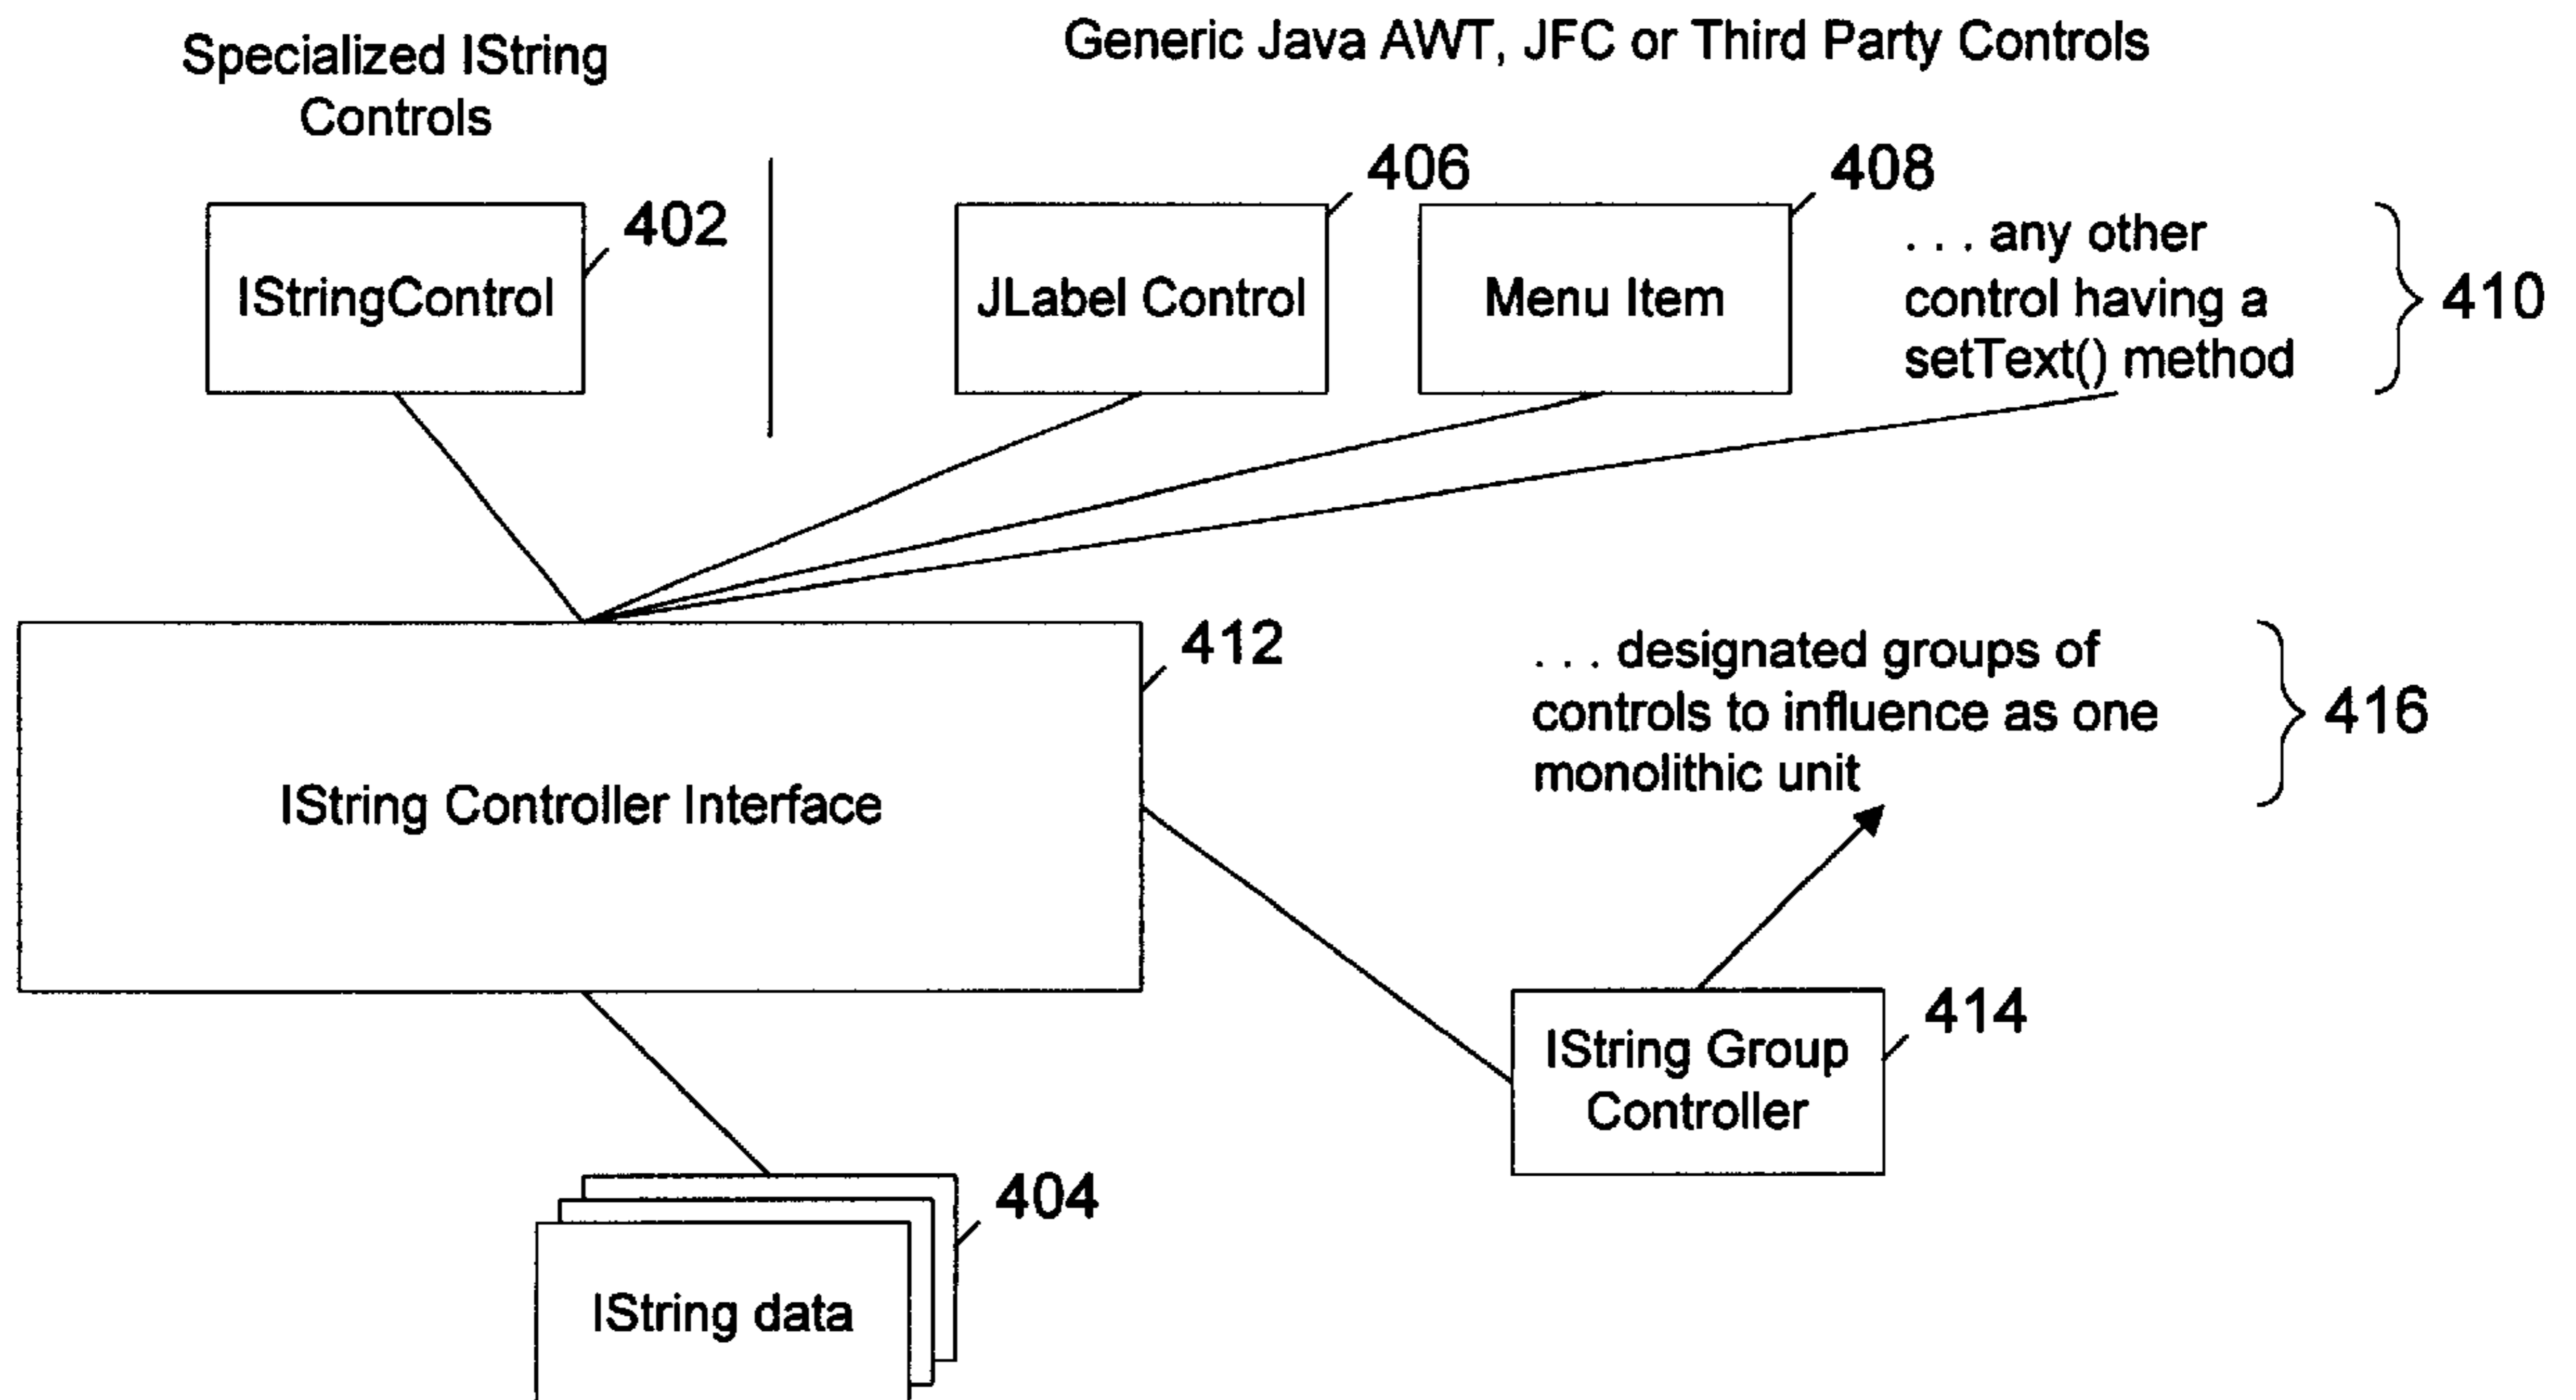 Specialized IString
Controls
Generic Java AWT, JFC or Third Party Controls
402
IStringControl
406
JLabel Control
408
Menu Item
. . . any other
control having a
setText() method
410
412
IString Controller Interface
. . . designated groups of
controls to influence as one
monolithic unit
416
414
IString Group
Controller
404
IString data